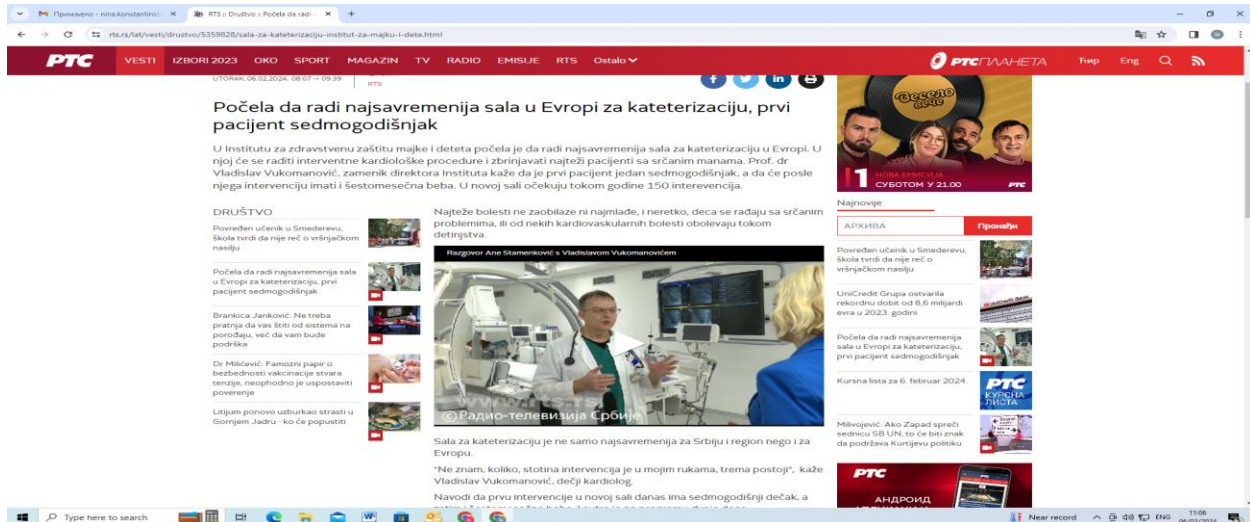 Примљено - nina.konstantinic
RTS :: Društvo :: Počela da radi
rts.rs/lat/vesti/drustvo/5359828/sala-za-kateterizaciju-institut-za-majku-i-dete.html
РТС VESTI IZBORI 2023 OKO SPORT MAGAZIN TV RADIO EMISIJE RTS Ostalo РТС ПЛАНЕТА Ћир Eng
UTORAK, 06.02.2024, 08:07 -> 09:39
RTS
Počela da radi najsavremenija sala u Evropi za kateterizaciju, prvi
pacijent sedmogodišnjak
U Institutu za zdravstvenu zaštitu majke i deteta počela je da radi najsavremenija sala za kateterizaciju u Evropi. U
njoj će se raditi interventne kardiološke procedure i zbrinjavati najteži pacijenti sa srčanim manama. Prof. dr
Vladislav Vukomanović, zamenik direktora Instituta kaže da je prvi pacijent jedan sedmogodišnjak, a da će posle
njega intervenciju imati i šestomesečna beba. U novoj sali očekuju tokom godine 150 interevencija.
DRUŠTVO
Povređen učenik u Smederevu,
škola tvrdi da nije reč o vršnjačkom
nasilju
Počela da radi najsavremenija sala
u Evropi za kateterizaciju, prvi
pacijent sedmogodišnjak
Brankica Janković: Ne treba
pratnja da vas štiti od sistema na
porođaju, već da vam bude
podrška
Dr Milićević: Famozni papir o
bezbednosti vakcinacije stvara
tenzije, neophodno je uspostaviti
poverenje
Litijum ponovo uzburkao strasti u
Gornjem Jadru - ko će popustiti
Najteže bolesti ne zaobilaze ni najmlađe, i neretko, deca se rađaju sa srčanim
problemima, ili od nekih kardiovaskularnih bolesti obolevaju tokom
detinjstva.
Razgovor Ane Stamenković s Vladislavom Vukomanovićem
www.rts.rs
(c)Радио-телевизија Србије
Sala za kateterizaciju je ne samo najsavremenija za Srbiju i region nego i za
Evropu.
"Ne znam, koliko, stotina intervencija je u mojim rukama, trema postoji", kaže
Vladislav Vukomanović, dečji kardiolog.
Navodi da prvu intervencije u novoj sali danas ima sedmogodišnji dečak, a
Весело
вече
1
НОВА ЕМИСИЈА
СУБОТОМ У 21.00
РТС
Najnovije
АРХИВА Пронађи
Povređen učenik u Smederevu,
škola tvrdi da nije reč o
vršnjačkom nasilju
UniCredit Grupa ostvarila
rekordnu dobit od 8,6 milijardi
evra u 2023. godini
Počela da radi najsavremenija
sala u Evropi za kateterizaciju,
prvi pacijent sedmogodišnjak
Kursna lista za 6. februar 2024.
РТС
КУРСНА
ЛИСТА
Milivojević: Ako Zapad spreči
sednicu SB UN, to će biti znak
da podržava Kurtijevu politiku
РТС
АНДРОИД
Type here to search
Near record
ENG
11:06
06/02/2024